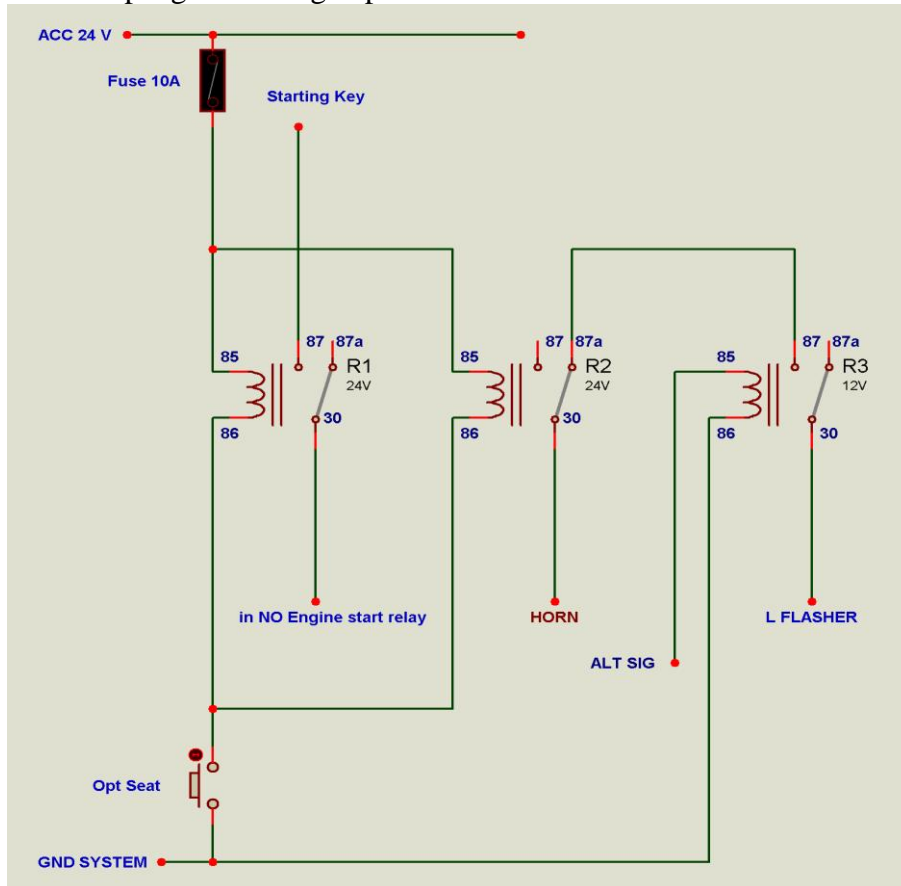 ACC 24 V
Fuse 10A
Starting Key
87 87a
85
R1
24V
86
30
87 87a
85
R2
24V
86
30
87 87a
85
R3
12V
86
30
in NO Engine start relay
HORN
L FLASHER
ALT SIG
Opt Seat
GND SYSTEM